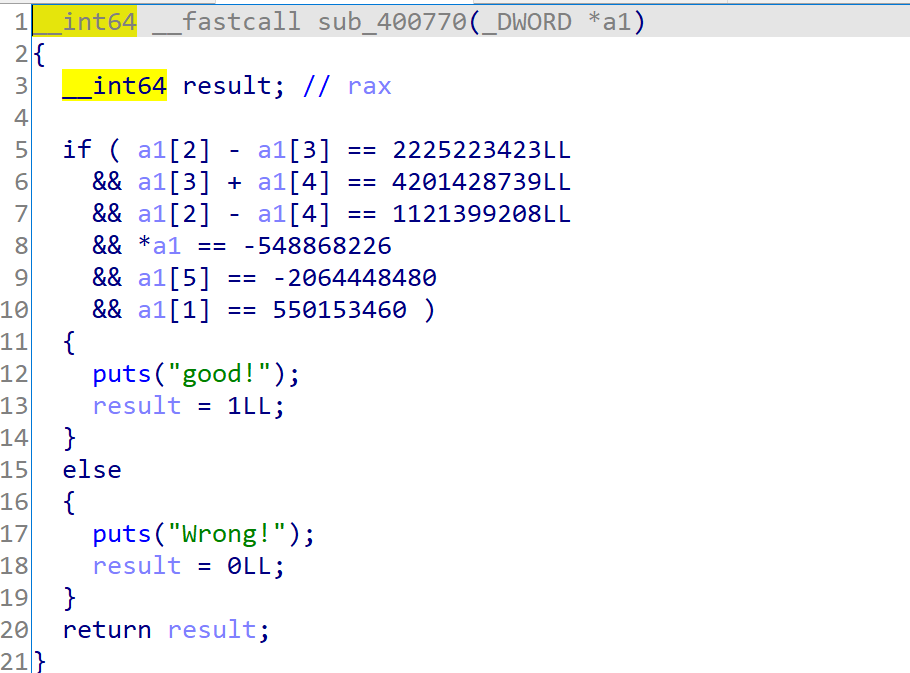 1 __int64 __fastcall sub_400770(_DWORD *a1)
2 {
3   __int64 result; // rax
4
5   if ( a1[2] - a1[3] == 2225223423LL
6     && a1[3] + a1[4] == 4201428739LL
7     && a1[2] - a1[4] == 1121399208LL
8     && *a1 == -548868226
9     && a1[5] == -2064448480
10     && a1[1] == 550153460 )
11   {
12     puts("good!");
13     result = 1LL;
14   }
15   else
16   {
17     puts("Wrong!");
18     result = 0LL;
19   }
20   return result;
21 }